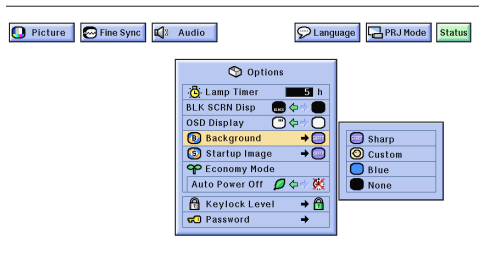 Picture Fine Sync Audio Language PRJ Mode Status
Options
Lamp Timer 5 h
BLK SCRN Disp BLACK
OSD Display
B Background
S Startup Image
Economy Mode
Auto Power Off
Keylock Level
Password
Sharp
Custom
Blue
None